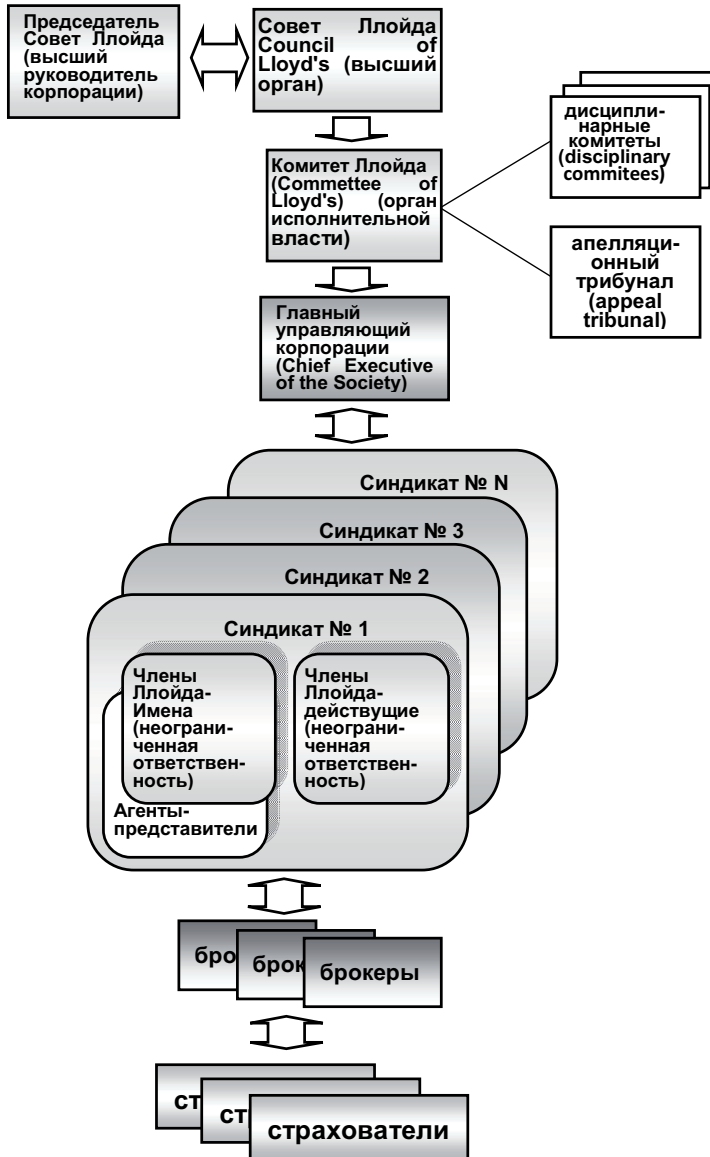 Председатель
Совет Ллойда
(высший
руководитель
корпорации)
Совет Ллойда
Council of
Lloyd's (высший
орган)
Комитет Ллойда
(Commettee of
Lloyd's) (орган
исполнительной
власти)
дисципли-
нарные
комитеты
(disciplinary
commitees)
апелляци-
онный
трибунал
(appeal
tribunal)
Главный
управляющий
корпорации
(Chief Executive
of the Society)
Синдикат № N
Синдикат № 3
Синдикат № 2
Синдикат № 1
Члены
Ллойда-
Имена
(неограни-
ченная
ответствен-
ность)
Члены
Ллойда-
действущие
(неограни-
ченная
ответствен-
ность)
Агенты-
представители
бро
брок
брокеры
ст
стр
страхователи